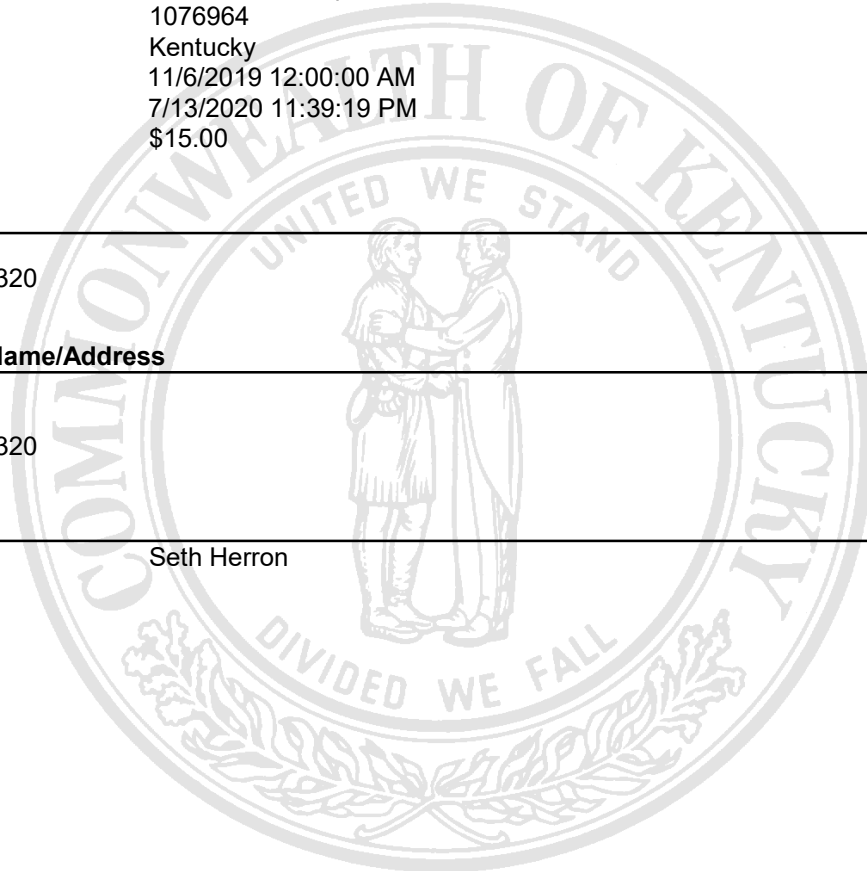 1076964
Kentucky
11/6/2019 12:00:00 AM
7/13/2020 11:39:19 PM
$15.00
COMMONWEALTH OF KENTUCKY
UNITED WE STAND
320
Name/Address
320
Seth Herron
DIVIDED WE FALL